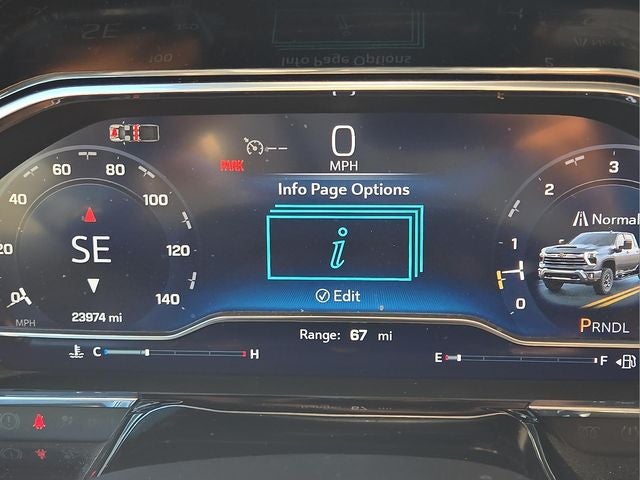 0
MPH
PARK
Info Page Options
i
Edit
20 40 60 80 100 120 140
SE
MPH
23974 mi
0 1 2 3
Normal
PRNDL
Range: 67 mi
C H
E F